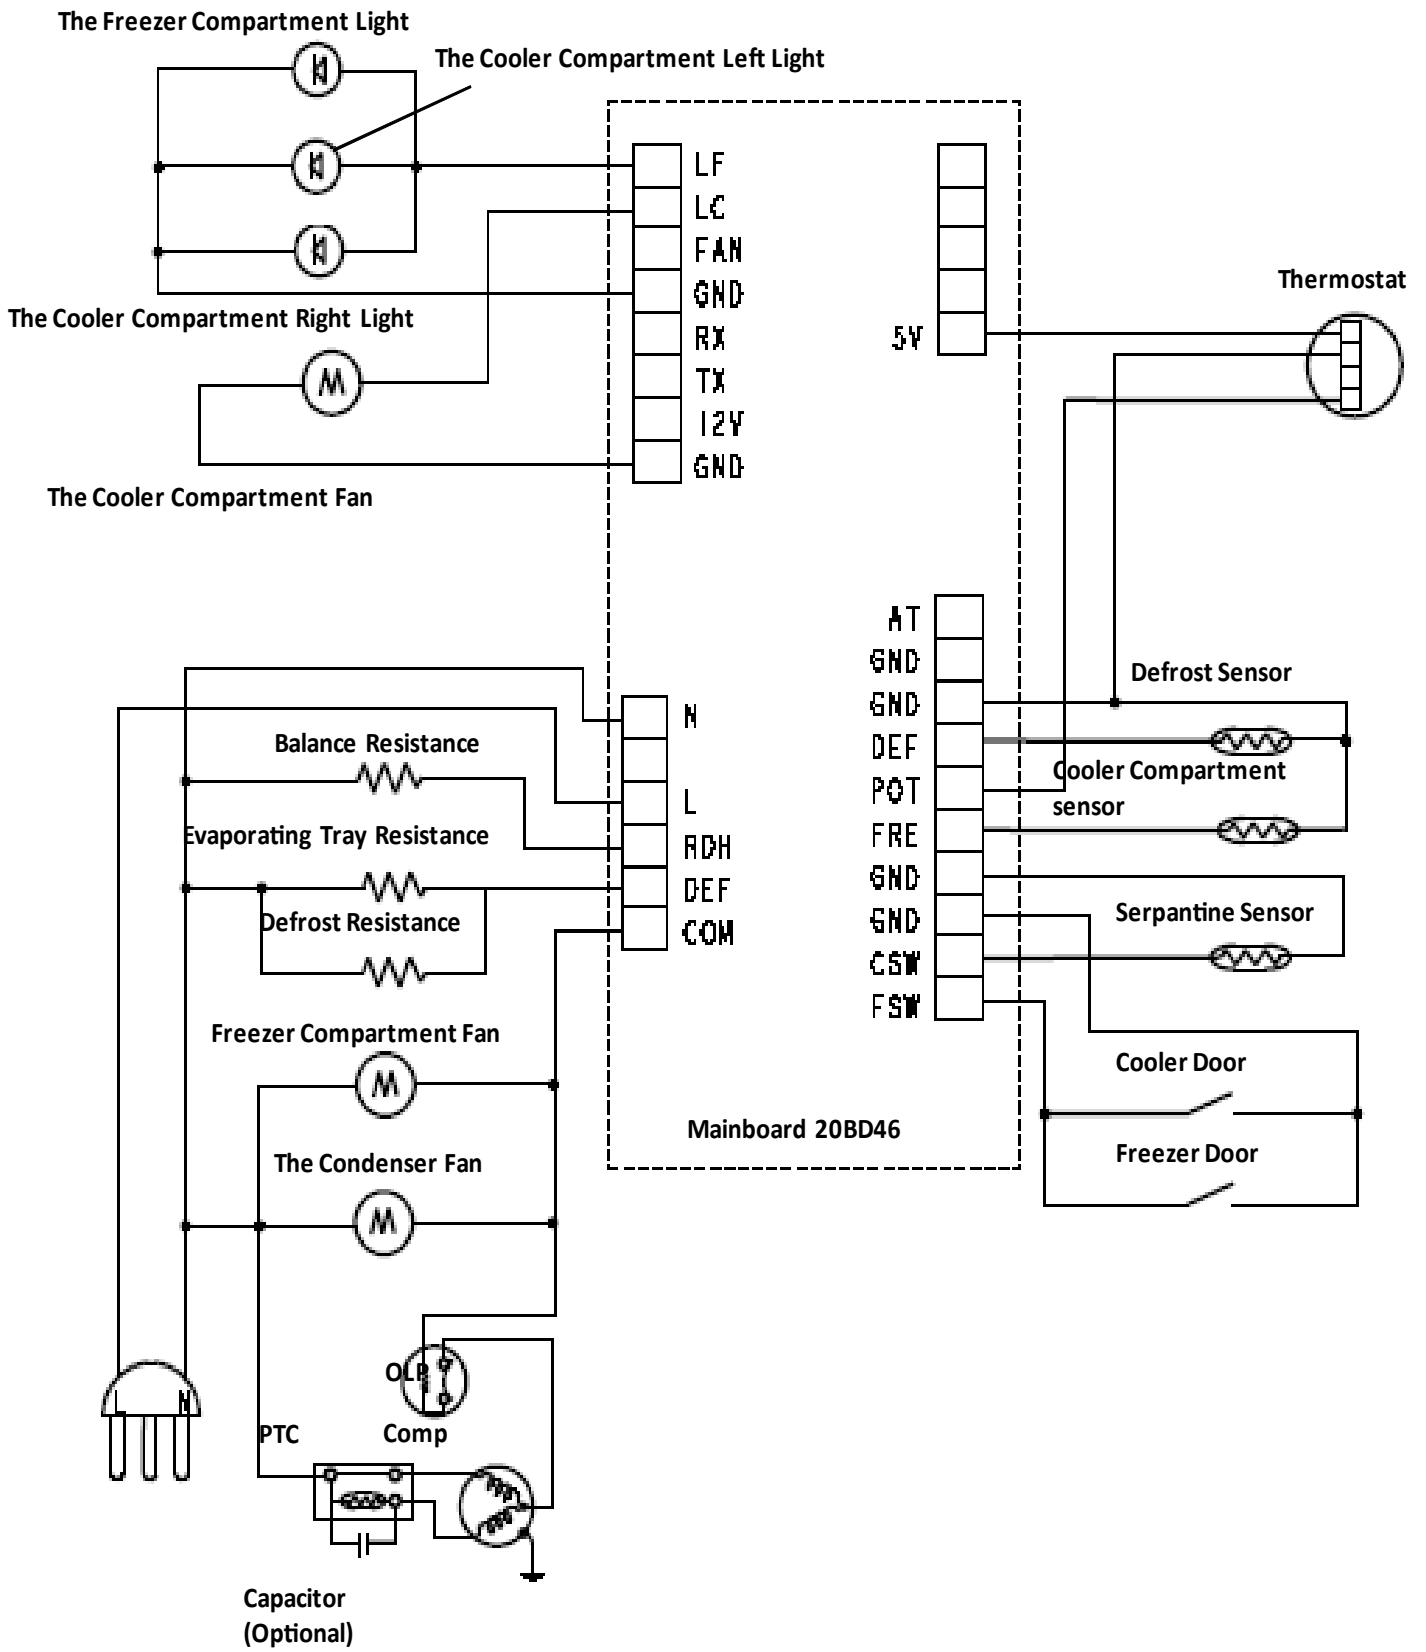 The Freezer Compartment Light
The Cooler Compartment Left Light
LF
LC
FAN
GND
RX
TX
12V
GND
The Cooler Compartment Right Light
The Cooler Compartment Fan
5V
Thermostat
AT
GND
GND
DEF
POT
FRE
GND
GND
CSW
FSW
Defrost Sensor
Cooler Compartment
sensor
Serpantine Sensor
Cooler Door
Freezer Door
N
L
RDH
DEF
COM
Balance Resistance
Evaporating Tray Resistance
Defrost Resistance
Freezer Compartment Fan
M
The Condenser Fan
M
M
Mainboard 20BD46
L
N
OLP
PTC
Comp
Capacitor
(Optional)